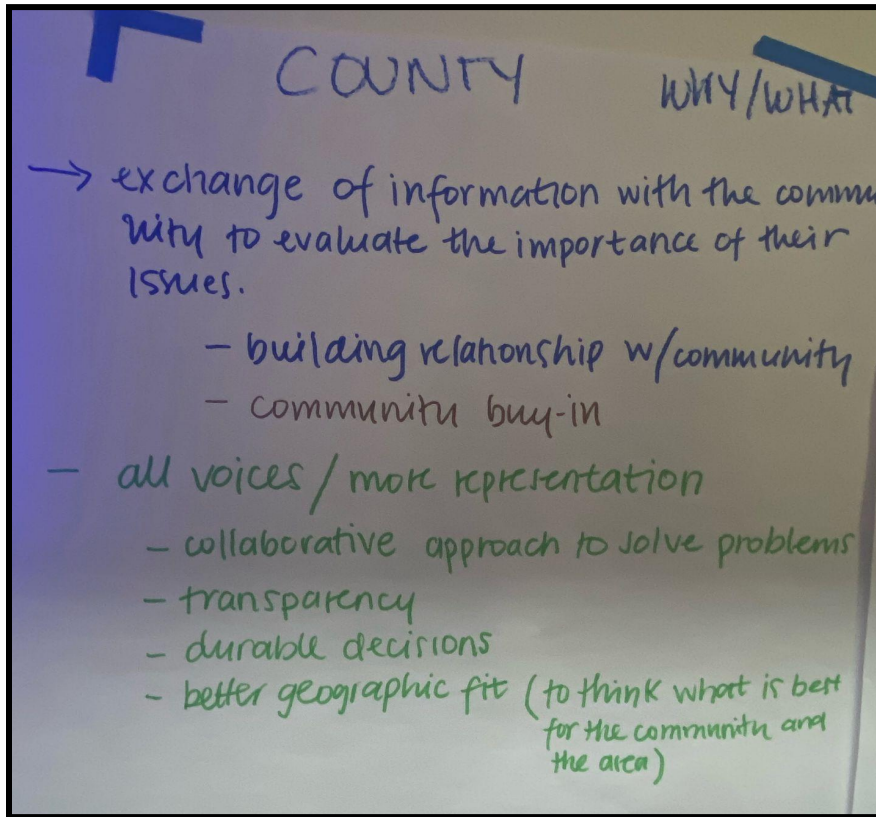 COUNTY WHY/WHAT
→ exchange of information with the commu
nity to evaluate the importance of their
issues.
- building relationship w/community
- community buy-in
- all voices / more representation
- collaborative approach to solve problems
- transparency
- durable decisions
- better geographic fit (to think what is best
for the community and
the area)